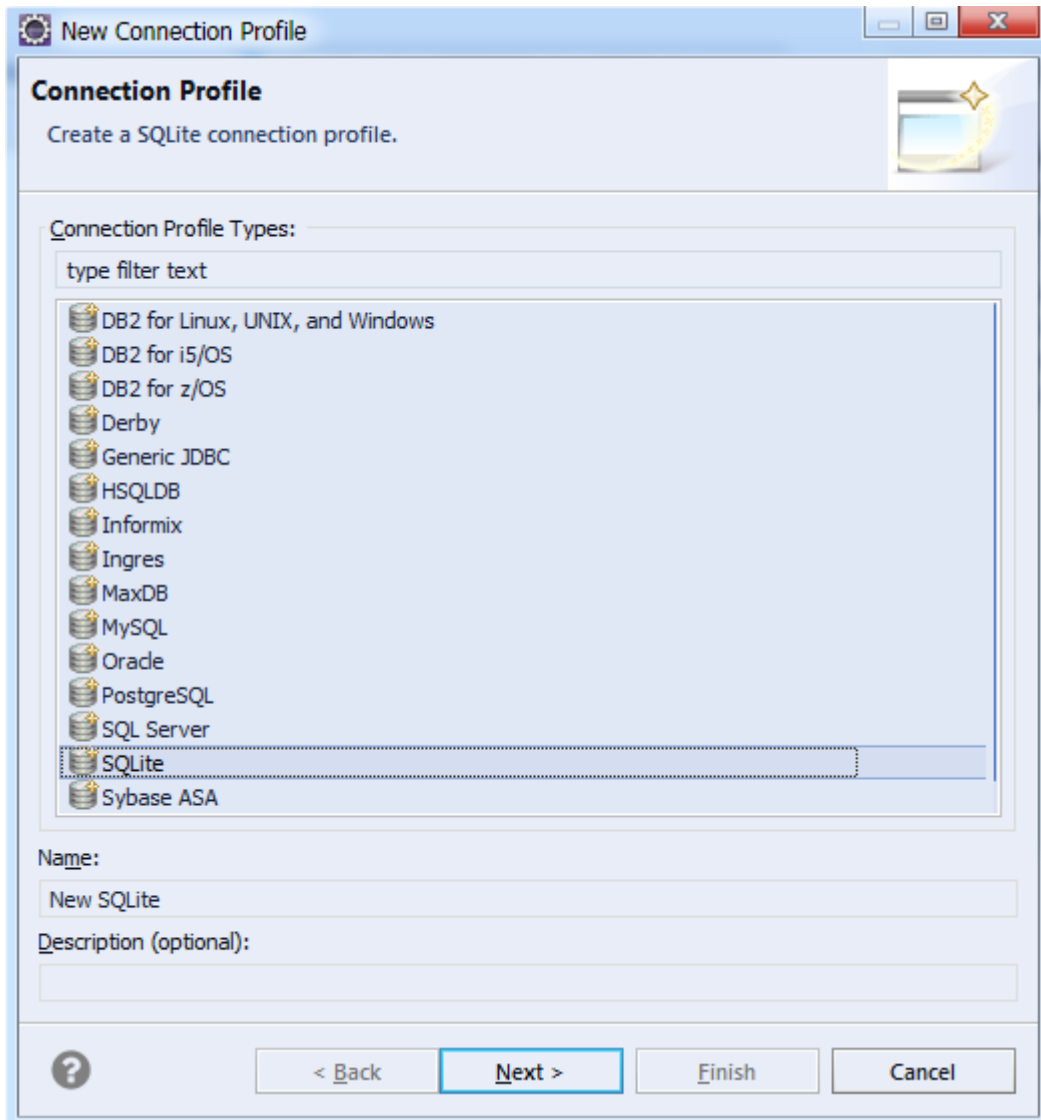 New Connection Profile
Connection Profile
Create a SQLite connection profile.
Connection Profile Types:
type filter text
DB2 for Linux, UNIX, and Windows
DB2 for i5/OS
DB2 for z/OS
Derby
Generic JDBC
HSQLDB
Informix
Ingres
MaxDB
MySQL
Oracle
PostgreSQL
SQL Server
SQLite
Sybase ASA
Name:
New SQLite
Description (optional):
? < Back Next > Finish Cancel